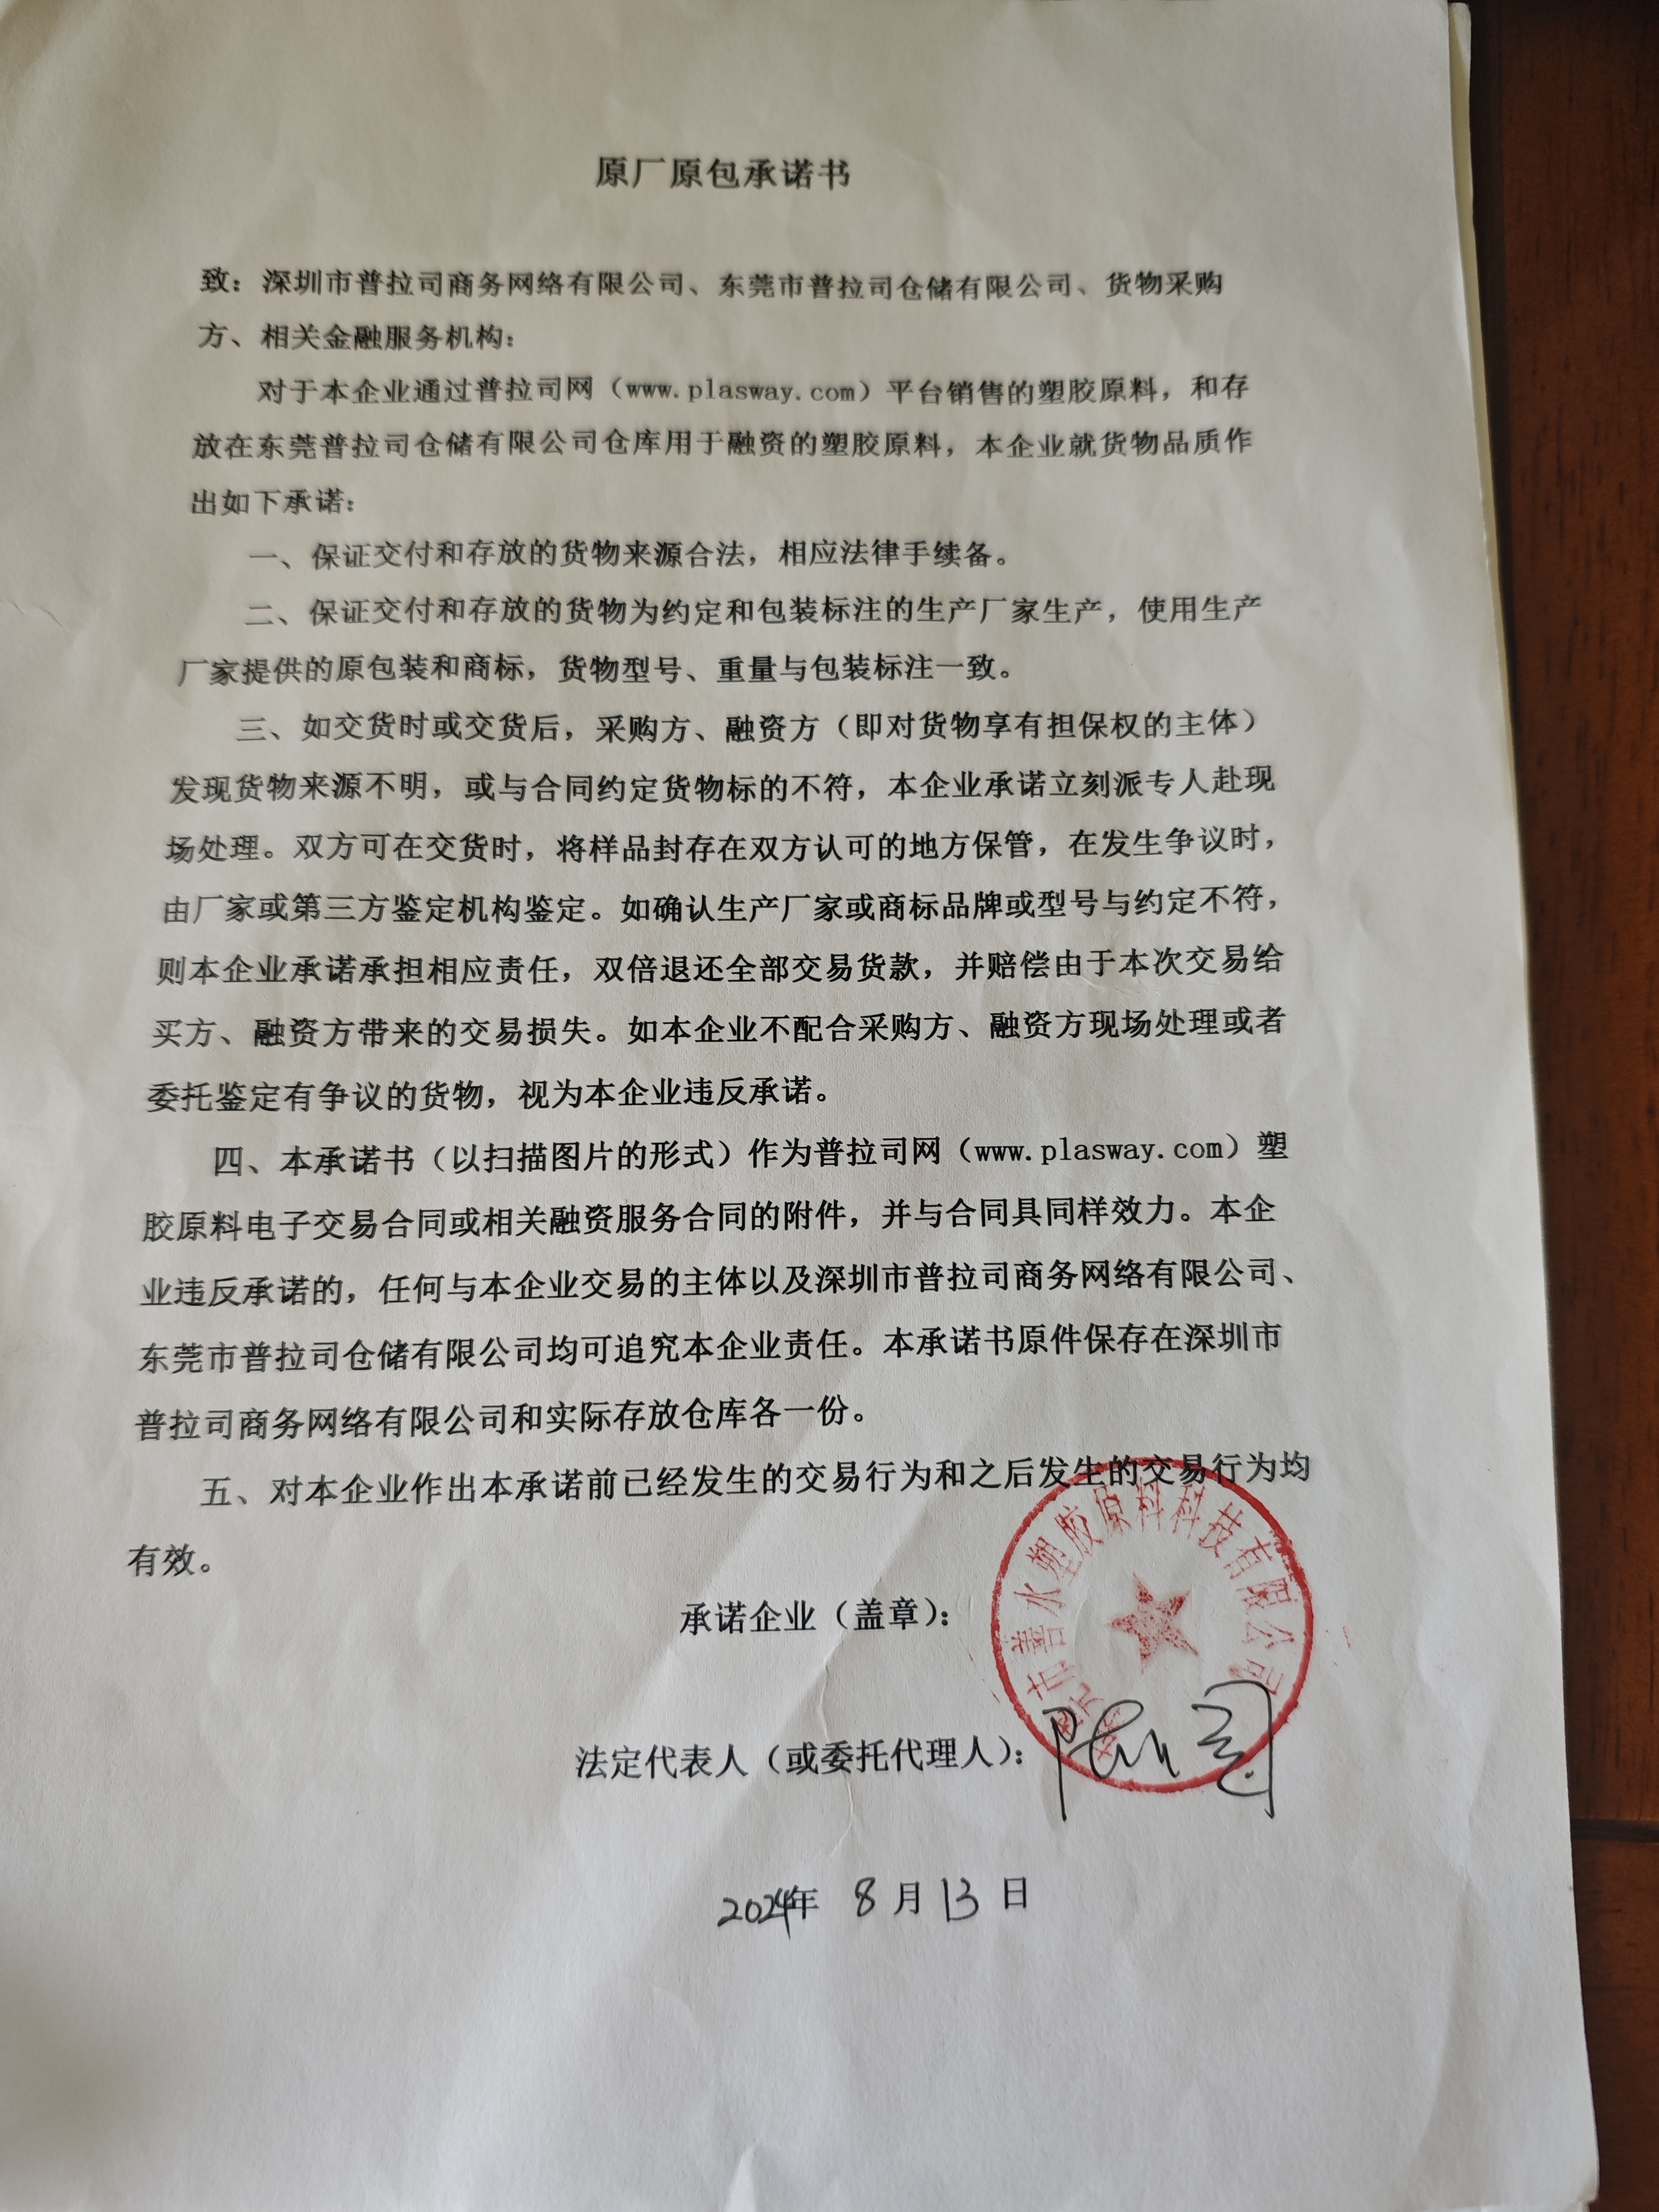 原厂原包承诺书
致：深圳市普拉司商务网络有限公司、东莞市普拉司仓储有限公司、货物采购
方、相关金融服务机构：
对于本企业通过普拉司网（www.plasway.com）平台销售的塑胶原料，和存
放在东莞普拉司仓储有限公司仓库用于融资的塑胶原料，本企业就货物品质作
出如下承诺：
一、保证交付和存放的货物来源合法，相应法律手续备。
二、保证交付和存放的货物为约定和包装标注的生产厂家生产，使用生产
厂家提供的原包装和商标，货物型号、重量与包装标注一致。
三、如交货时或交货后，采购方、融资方（即对货物享有担保权的主体）
发现货物来源不明，或与合同约定货物标的不符，本企业承诺立刻派专人赴现
场处理。双方可在交货时，将样品封存在双方认可的地方保管，在发生争议时，
由厂家或第三方鉴定机构鉴定。如确认生产厂家或商标品牌或型号与约定不符，
则本企业承诺承担相应责任，双倍退还全部交易货款，并赔偿由于本次交易给
买方、融资方带来的交易损失。如本企业不配合采购方、融资方现场处理或者
委托鉴定有争议的货物，视为本企业违反承诺。
四、本承诺书（以扫描图片的形式）作为普拉司网（www.plasway.com）塑
胶原料电子交易合同或相关融资服务合同的附件，并与合同具同样效力。本企
业违反承诺的，任何与本企业交易的主体以及深圳市普拉司商务网络有限公司、
东莞市普拉司仓储有限公司均可追究本企业责任。本承诺书原件保存在深圳市
普拉司商务网络有限公司和实际存放仓库各一份。
五、对本企业作出本承诺前已经发生的交易行为和之后发生的交易行为均
有效。
承诺企业（盖章）：
市善水塑胶原料科技有限公司
法定代表人（或委托代理人）：
2024年 8月13日